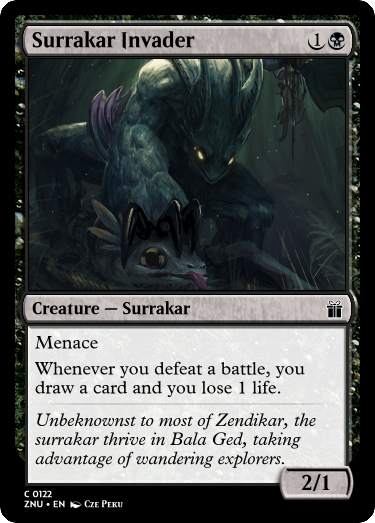 Surrakar Invader 1
Creature — Surrakar
Menace
Whenever you defeat a battle, you
draw a card and you lose 1 life.
Unbeknownst to most of Zendikar, the
surrakar thrive in Bala Ged, taking
advantage of wandering explorers.
2/1
C 0122
ZNU • EN Cze Peku